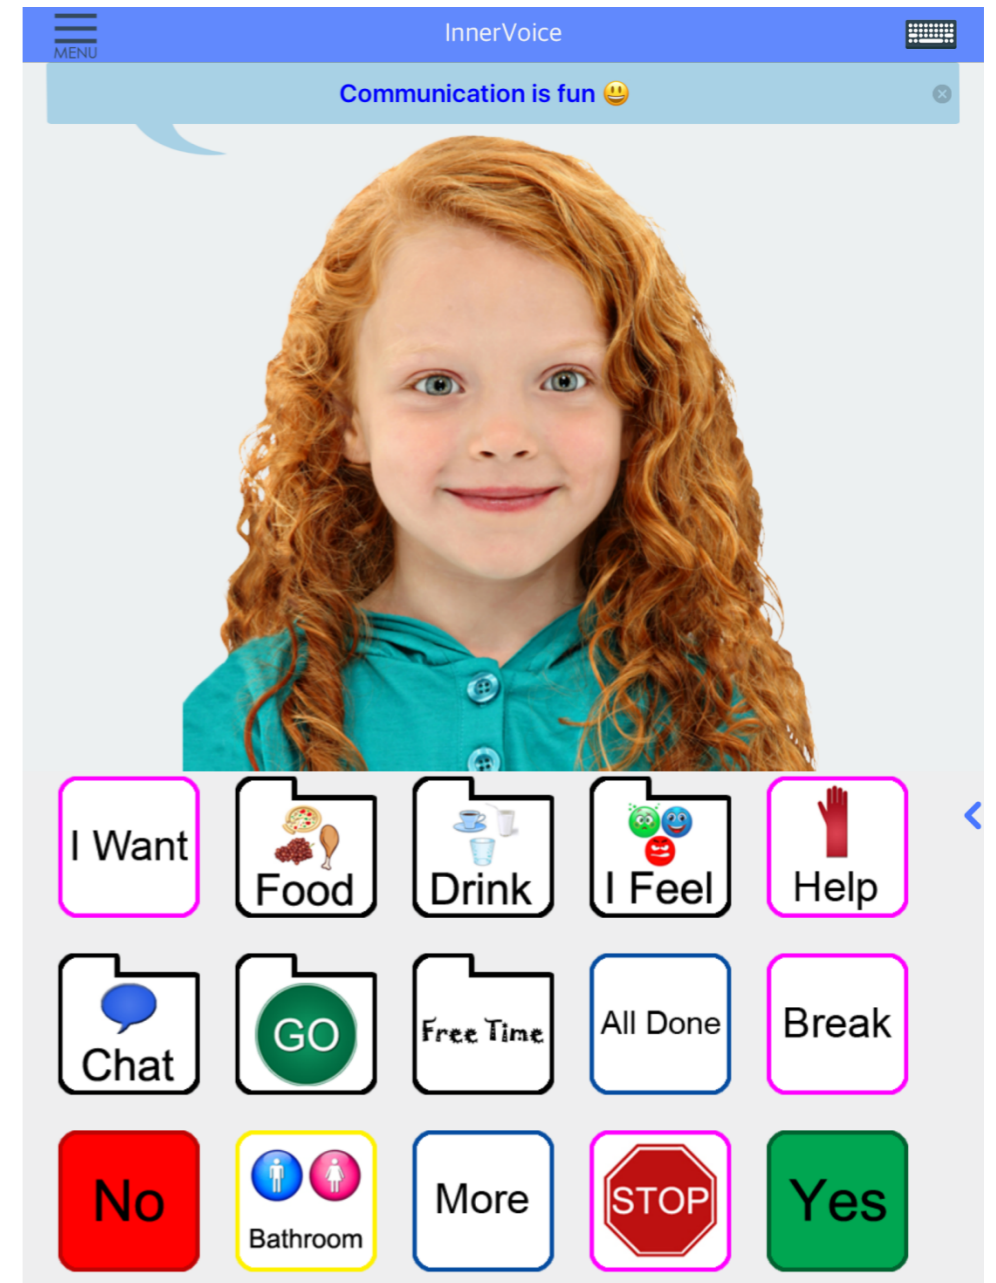 InnerVoice
MENU
Communication is fun 😃
I Want
Food
Drink
I Feel
Help
Chat
GO
Free Time
All Done
Break
No
Bathroom
More
STOP
Yes